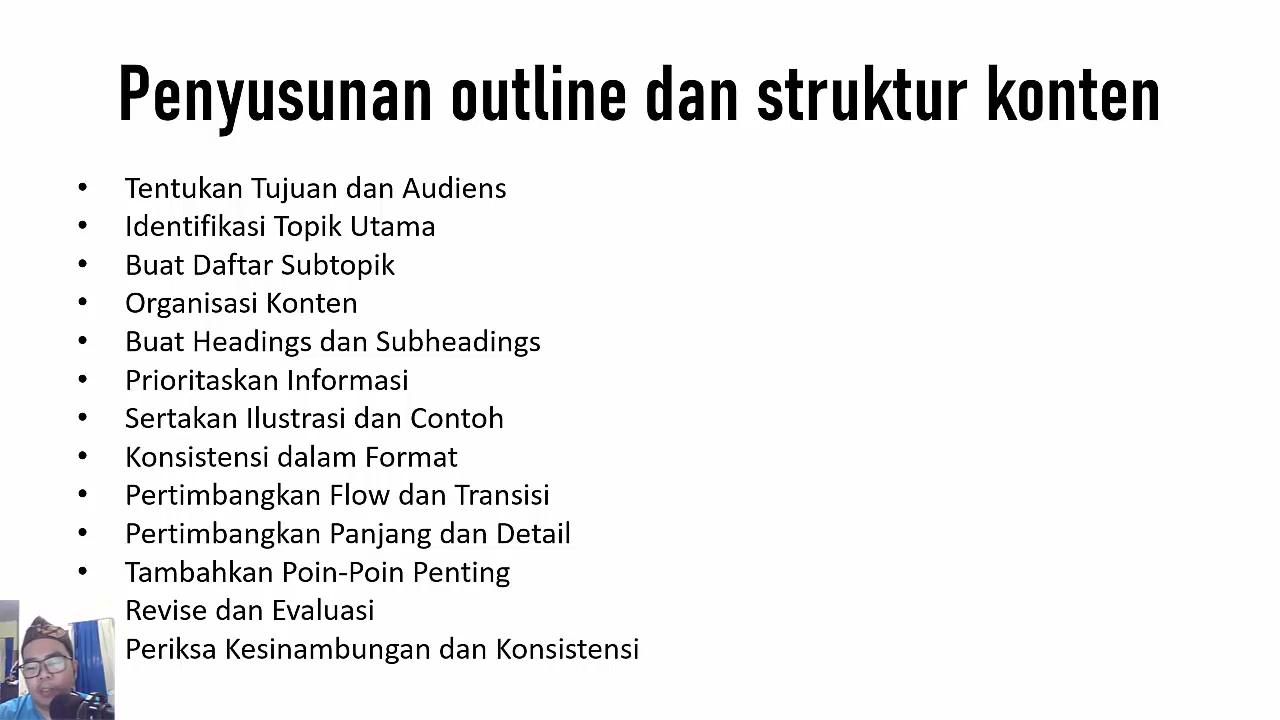 Penyusunan outline dan struktur konten
• Tentukan Tujuan dan Audiens
• Identifikasi Topik Utama
• Buat Daftar Subtopik
• Organisasi Konten
• Buat Headings dan Subheadings
• Prioritaskan Informasi
• Sertakan Ilustrasi dan Contoh
• Konsistensi dalam Format
• Pertimbangkan Flow dan Transisi
• Pertimbangkan Panjang dan Detail
• Tambahkan Poin-Poin Penting
Revise dan Evaluasi
Periksa Kesinambungan dan Konsistensi